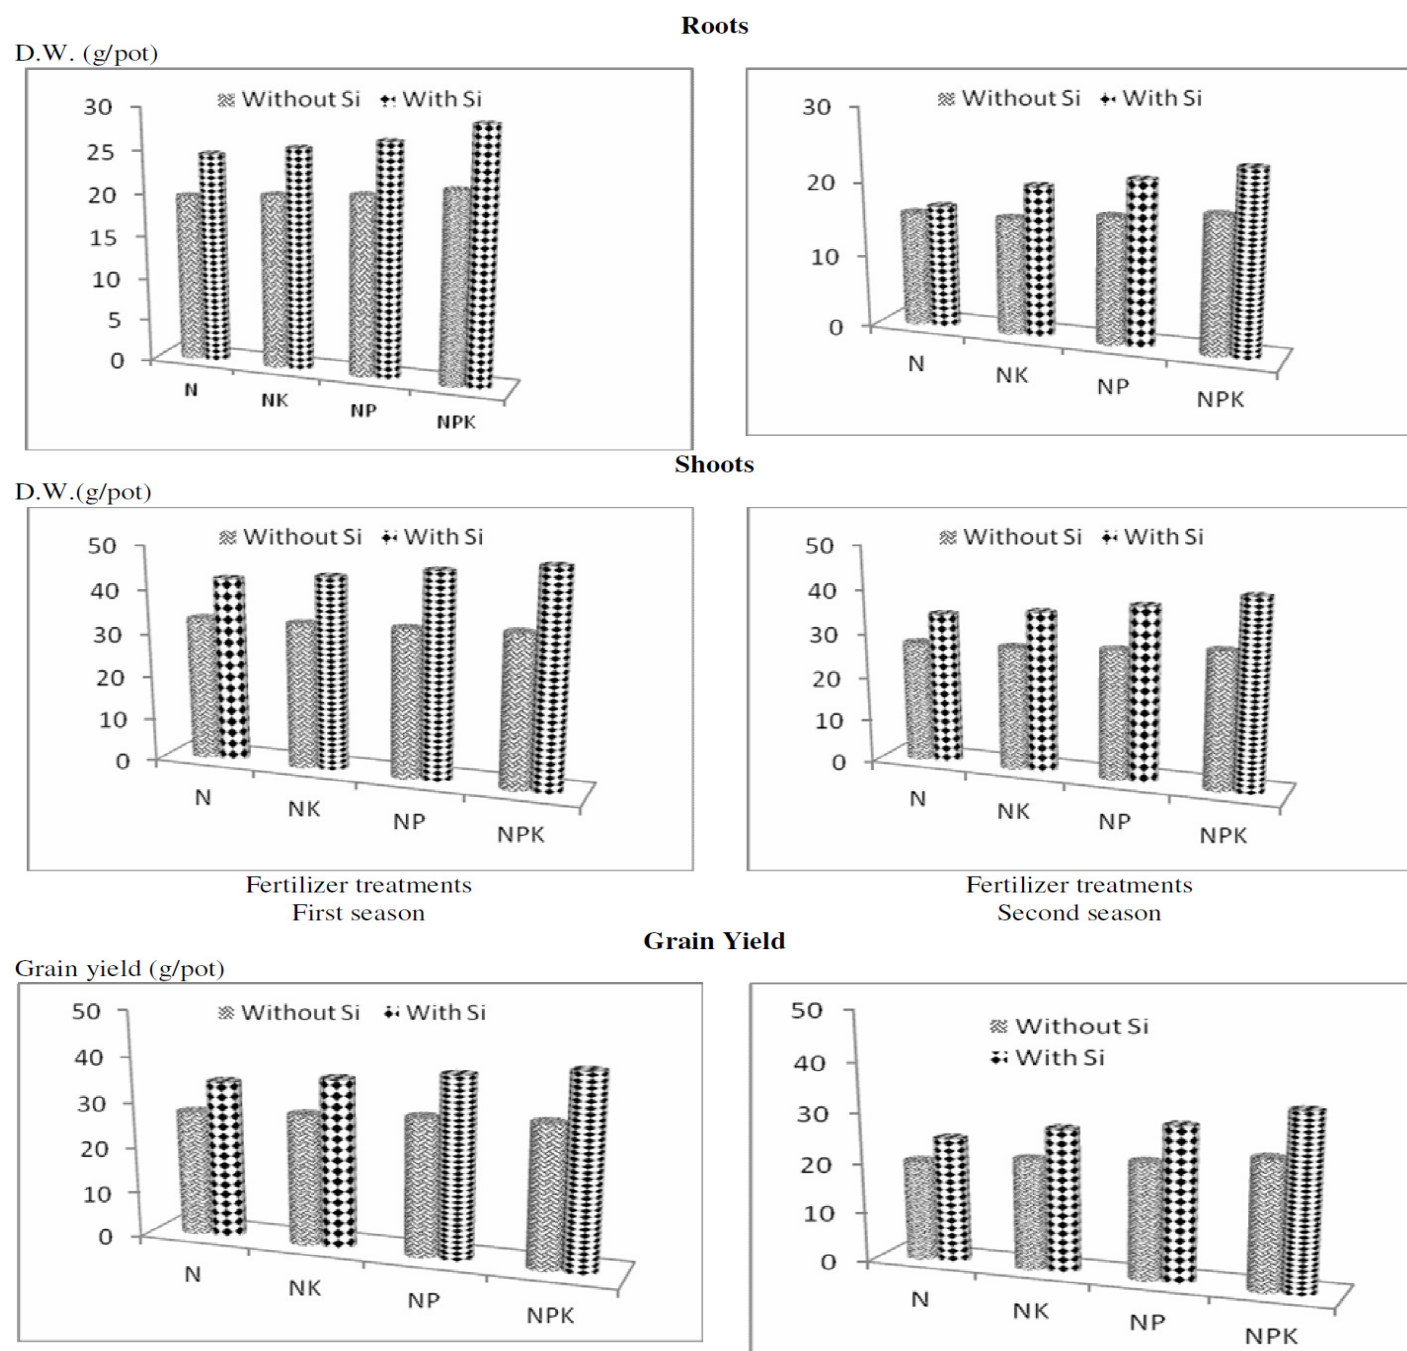 Roots
D.W. (g/pot)
Without Si With Si
30
25
20
15
10
5
0
N
NK
NP
NPK
Without Si With Si
30
20
10
0
N
NK
NP
NPK
Shoots
D.W.(g/pot)
Without Si With Si
50
40
30
20
10
0
N
NK
NP
NPK
Without Si With Si
50
40
30
20
10
0
N
NK
NP
NPK
Fertilizer treatments
First season
Fertilizer treatments
Second season
Grain Yield
Grain yield (g/pot)
Without Si With Si
50
40
30
20
10
0
N
NK
NP
NPK
Without Si
With Si
50
40
30
20
10
0
N
NK
NP
NPK